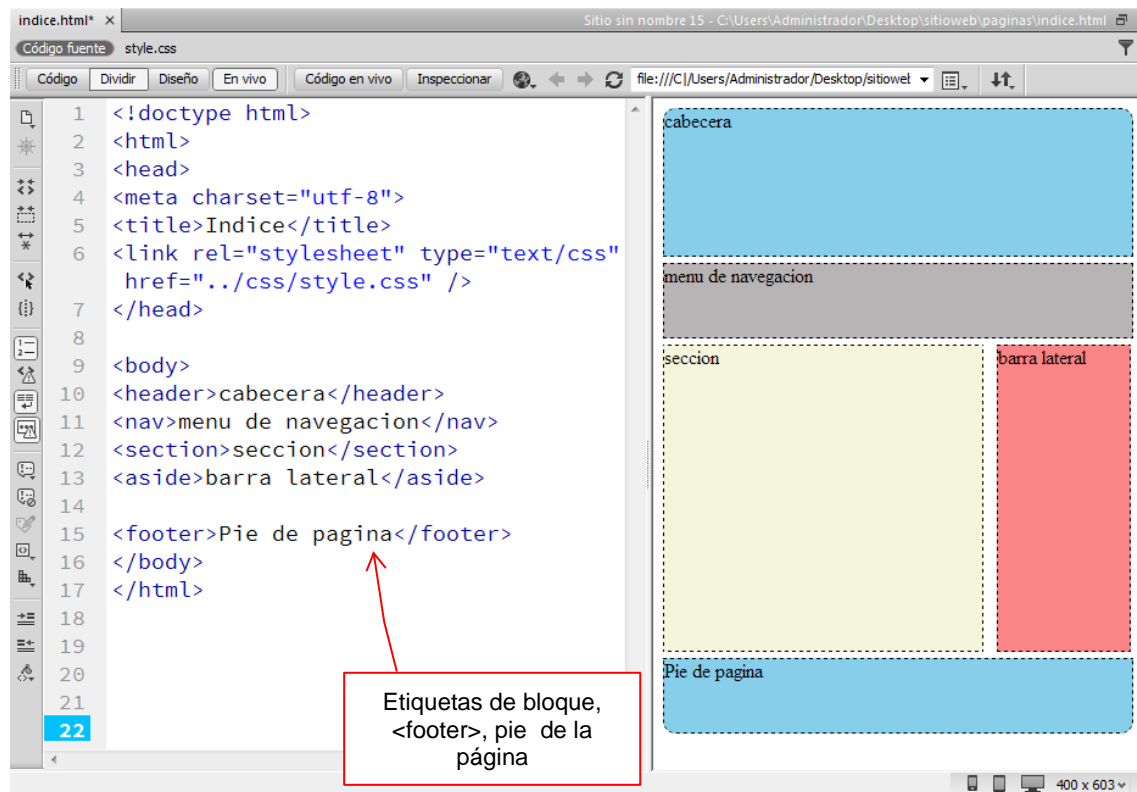 indice.html* ×
Sitio sin nombre 15 - C:\Users\Administrador\Desktop\sitioweb\paginas\indice.html
Código fuente style.css
Código Dividir Diseño En vivo Código en vivo Inspeccionar file:///C|/Users/Administrador/Desktop/sitiowel
1 <!doctype html>
2 <html>
3 <head>
4 <meta charset="utf-8">
5 <title>Indice</title>
6 <link rel="stylesheet" type="text/css"
href="../css/style.css" />
7 </head>
8
9 <body>
10 <header>cabecera</header>
11 <nav>menu de navegacion</nav>
12 <section>seccion</section>
13 <aside>barra lateral</aside>
14
15 <footer>Pie de pagina</footer>
16 </body>
17 </html>
18
19
20
21
22
Etiquetas de bloque,
<footer>, pie de la
página
cabecera
menu de navegacion
seccion
barra lateral
Pie de pagina
400 x 603